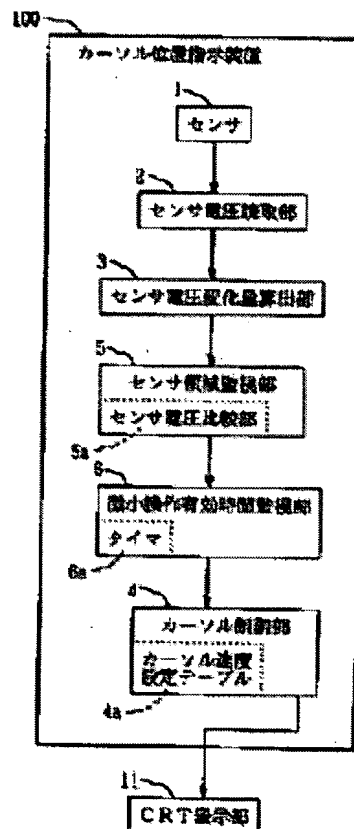 100
カーソル位置指示装置
1
センサ
2
センサ電圧読取部
3
センサ電圧変化量算出部
5
センサ領域監視部
センサ電圧比較部
5a
6
微小操作有効時間監視部
タイマ
6a
4
カーソル制御部
カーソル速度
設定テーブル
4a
11
CRT表示部